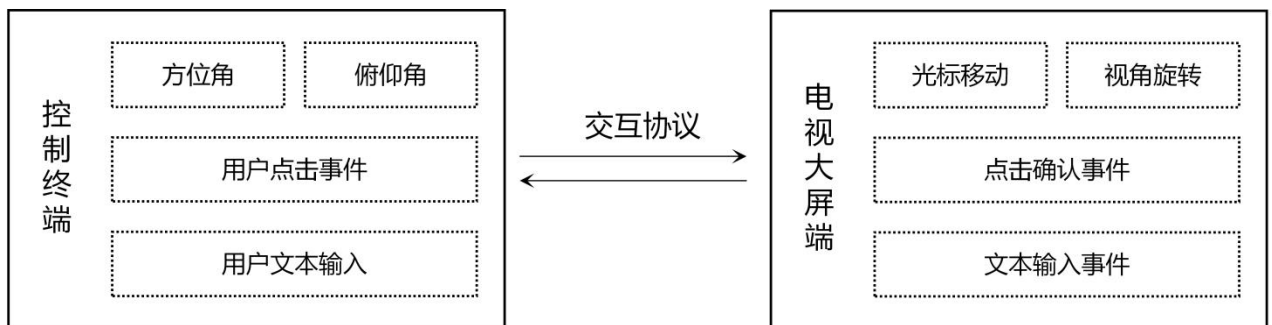 控制终端
方位角
俯仰角
用户点击事件
用户文本输入
交互协议
电视大屏端
光标移动
视角旋转
点击确认事件
文本输入事件